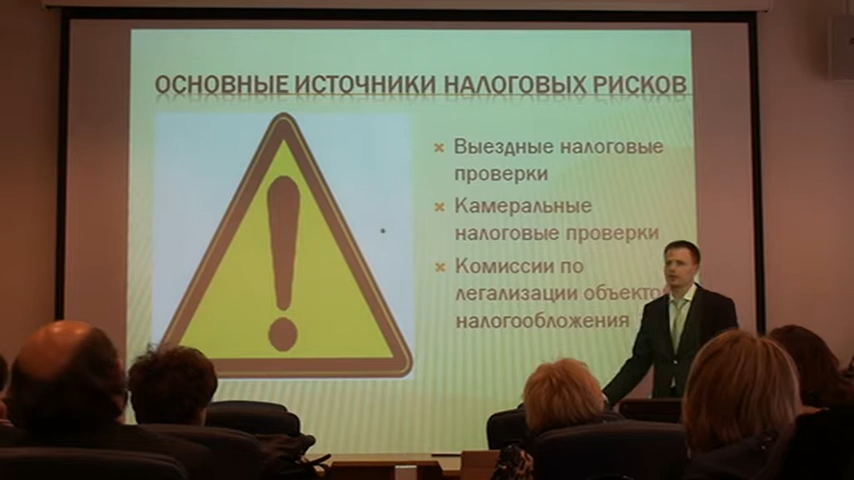 ОСНОВНЫЕ ИСТОЧНИКИ НАЛОГОВЫХ РИСКОВ
Выездные налоговые
проверки
Камеральные
налоговые проверки
Комиссии по
легализации объекто
налогообложения